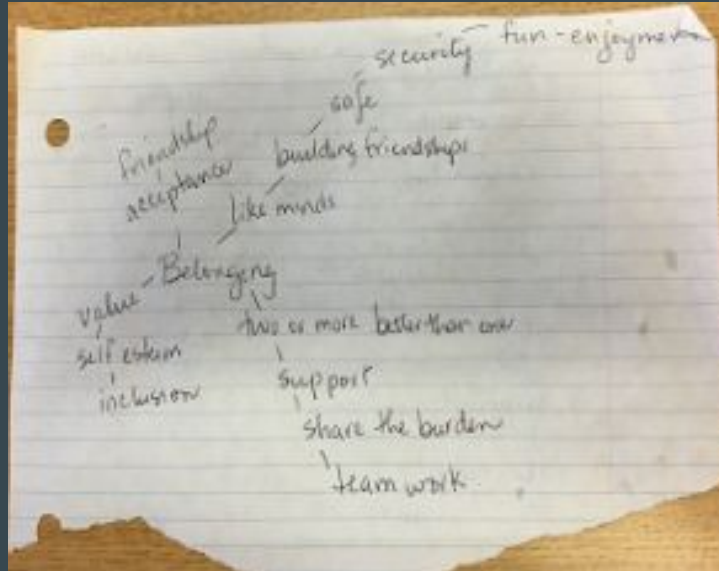 security - fun - enjoyment
safe
friendship
building friendships
acceptance
like minds
Belonging
value
two or more better than one
self esteem
support
inclusion
share the burden
team work